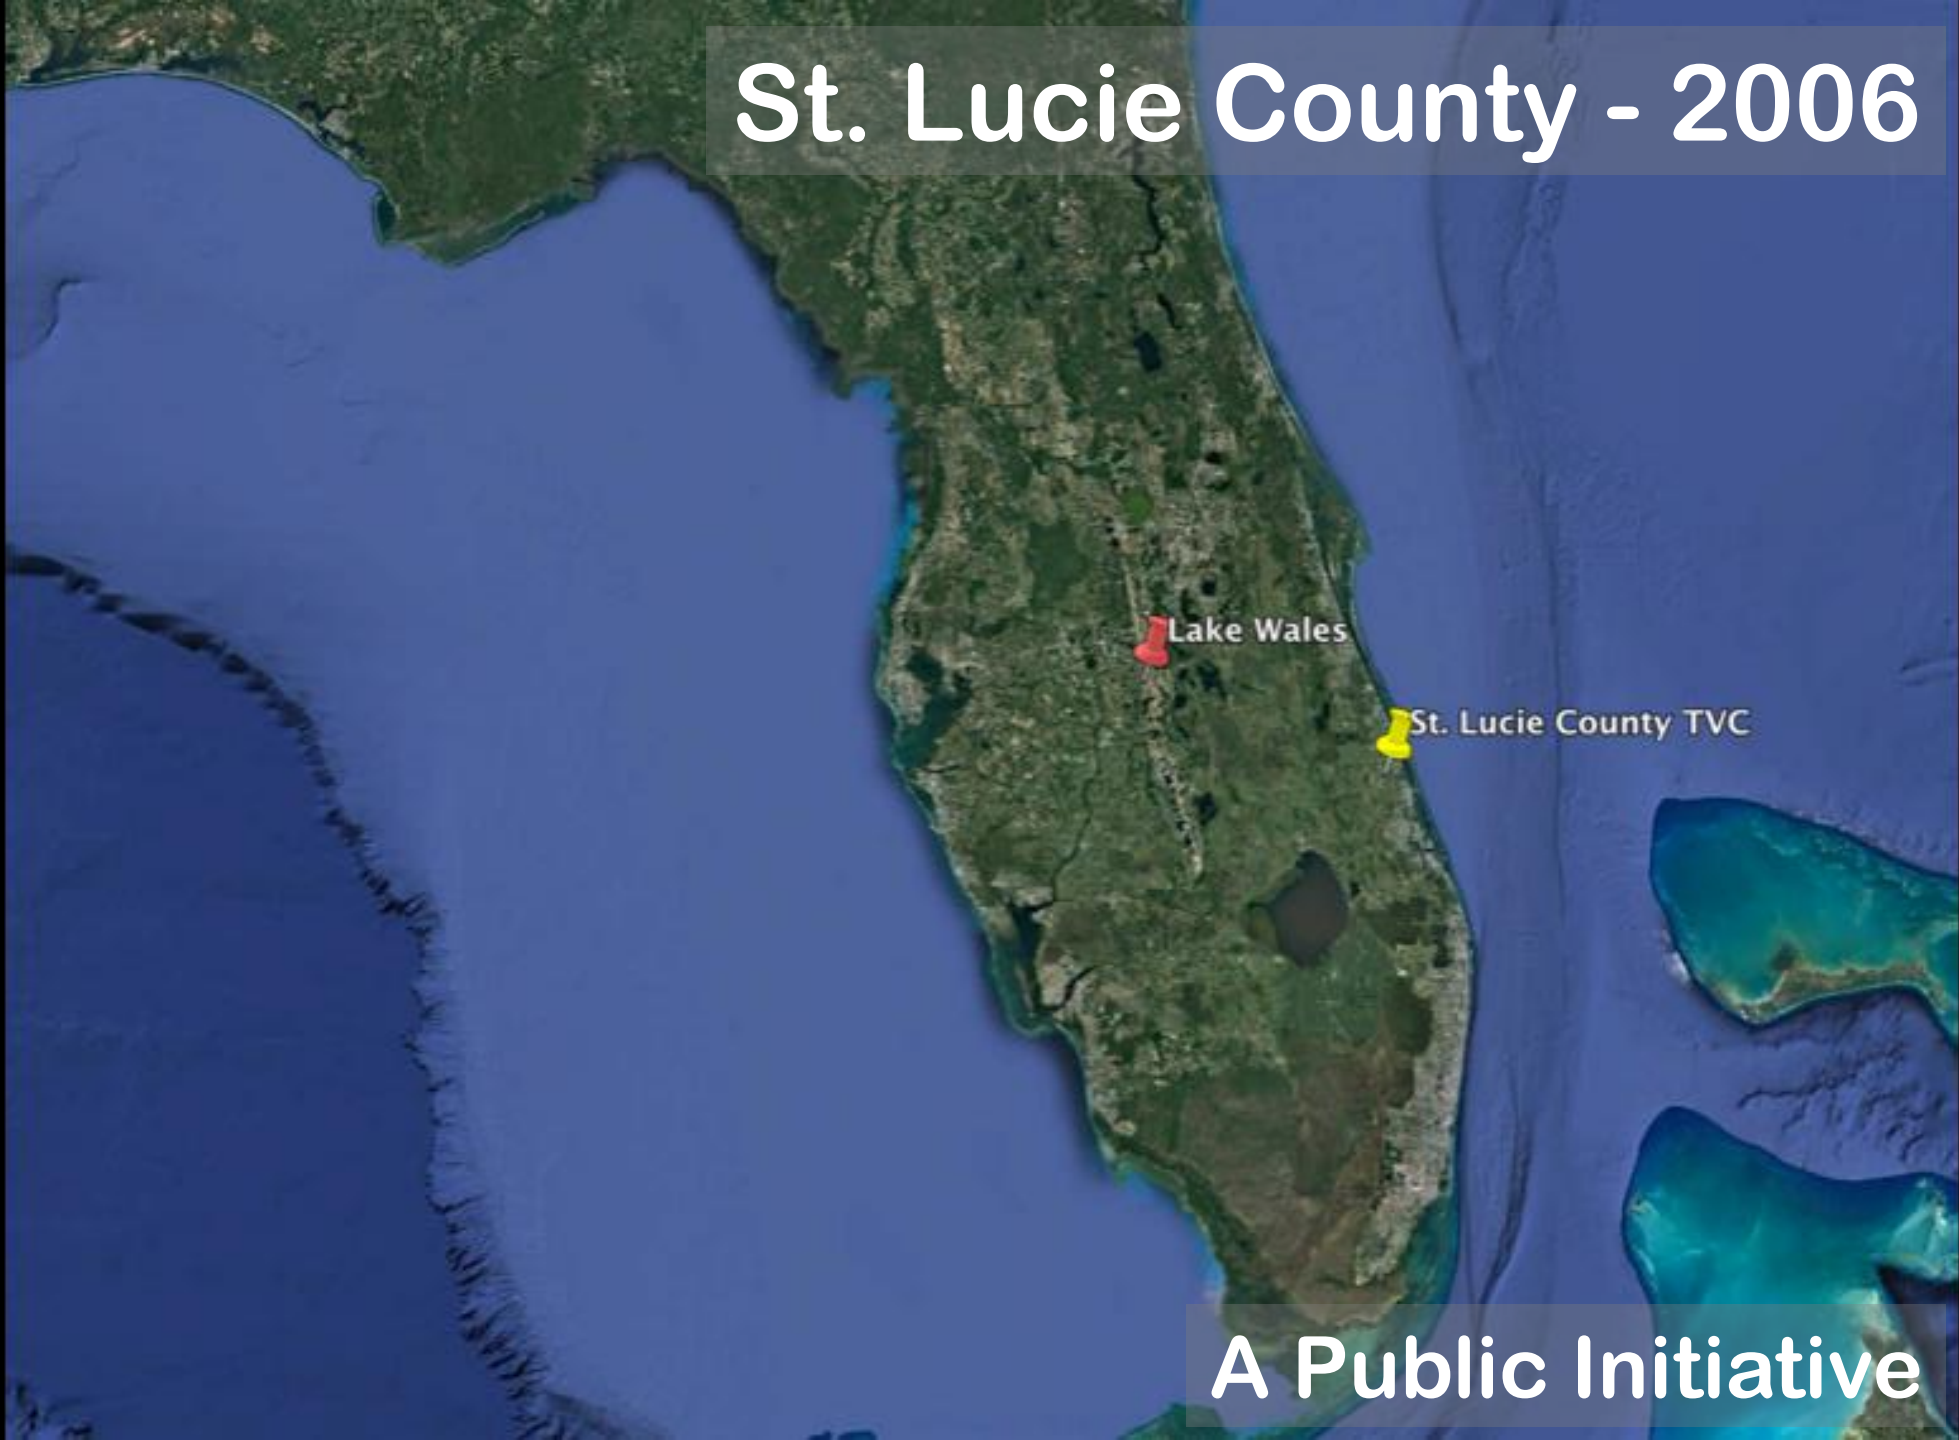 St. Lucie County - 2006
Lake Wales
St. Lucie County TVC
A Public Initiative